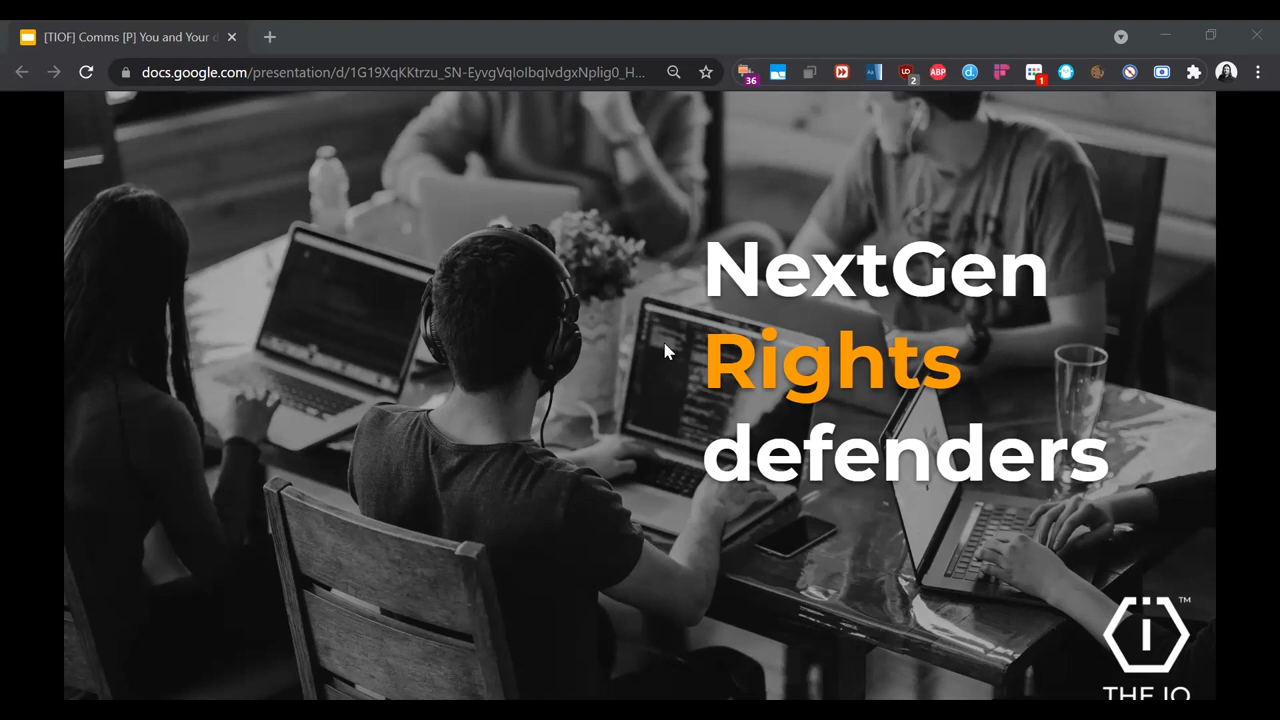 [TIOF] Comms [P] You and Your d
docs.google.com/presentation/d/1G19XqKKtrzu_SN-EyvgVqIoIbqIvdgxNplig0_H...
36
2
ABP
1
NextGen
Rights
defenders
TM
THE IO